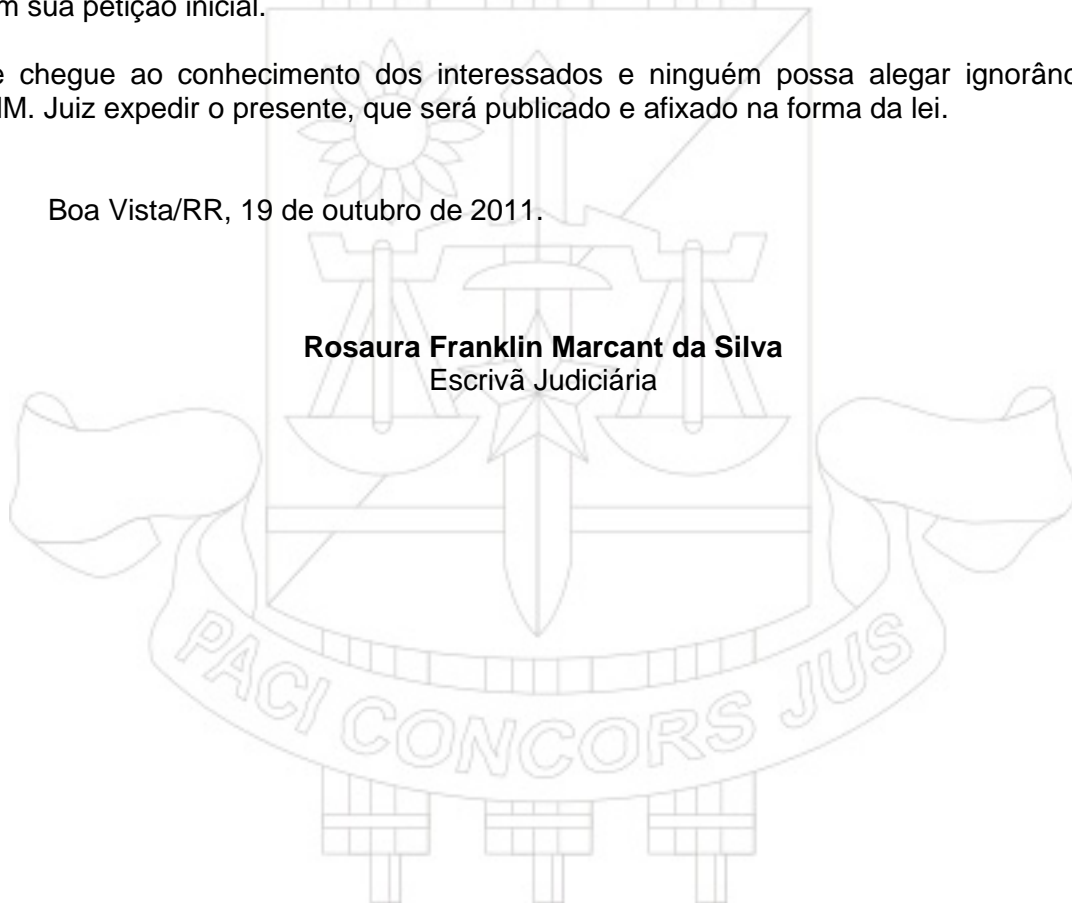 m sua petição inicial.
e chegue ao conhecimento dos interessados e ninguém possa alegar ignorânc
IM. Juiz expedir o presente, que será publicado e afixado na forma da lei.
Boa Vista/RR, 19 de outubro de 2011.
Rosaura Franklin Marcant da Silva
Escrivã Judiciária
PACI CONCORS JUS